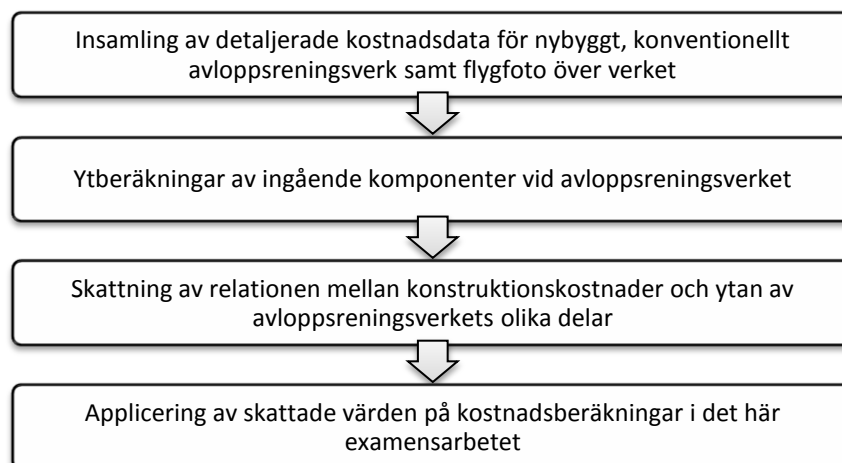 Insamling av detaljerade kostnadsdata för nybyggt, konventionellt
avloppsreningsverk samt flygfoto över verket
Ytberäkningar av ingående komponenter vid avloppsreningsverket
Skattning av relationen mellan konstruktionskostnader och ytan av
avloppsreningsverkets olika delar
Applicering av skattade värden på kostnadsberäkningar i det här
examensarbetet